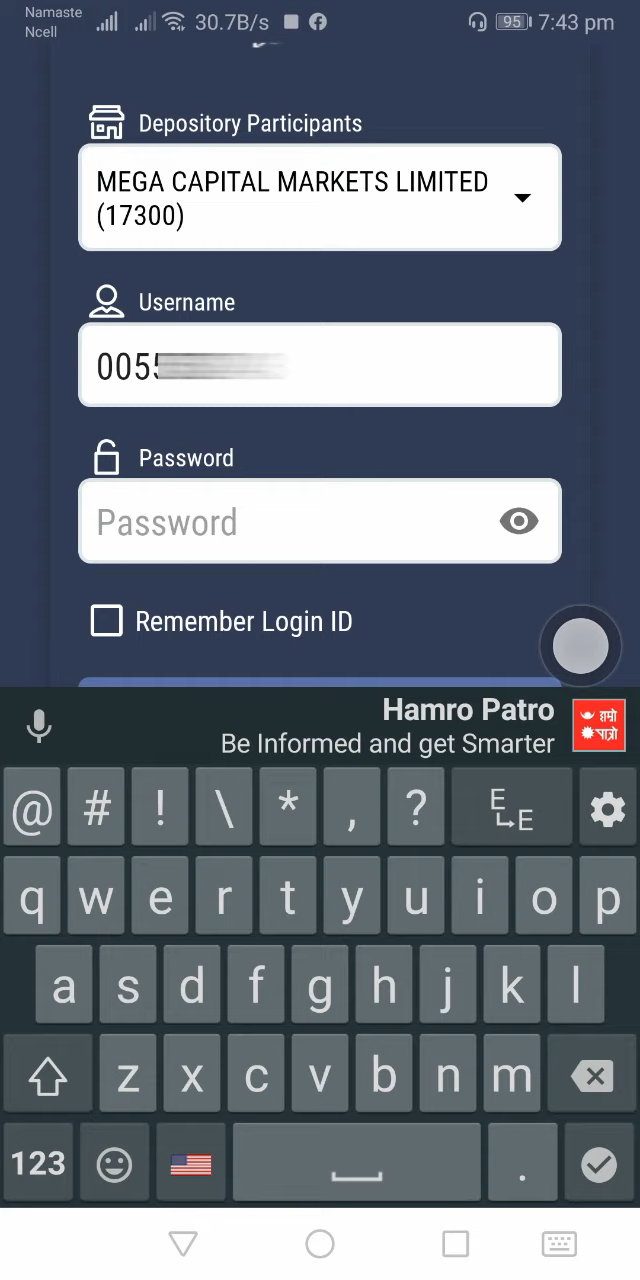 Namaste
Ncell
30.7B/s
95
7:43 pm
Depository Participants
MEGA CAPITAL MARKETS LIMITED
(17300)
Username
0055
Password
Password
Remember Login ID
Hamro Patro
Be Informed and get Smarter
हाम्रो
पात्रो
@ # ! \ * , ? E E
q w e r t y u i o p
a s d f g h j k l
z x c v b n m
123 .